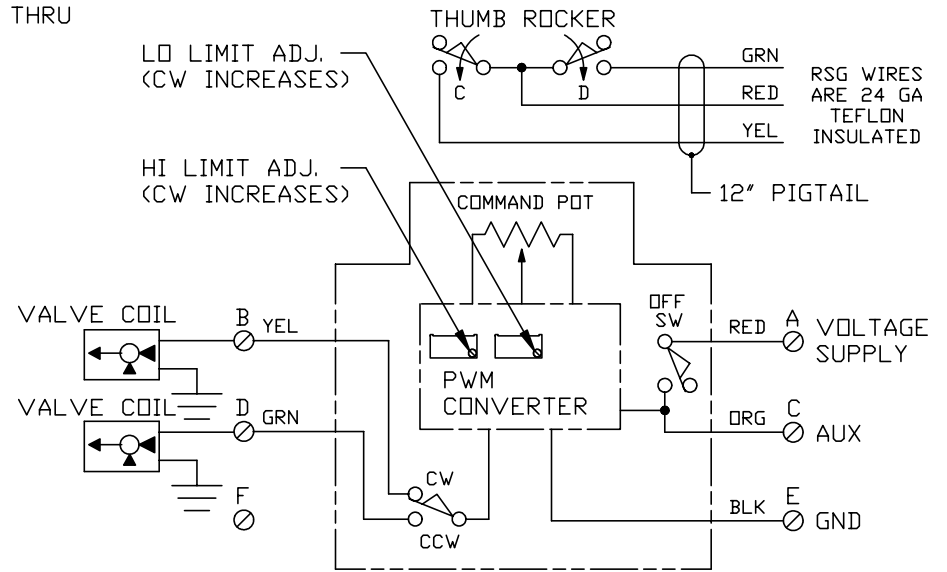 THRU
THUMB ROCKER
LO LIMIT ADJ.
(CW INCREASES)
C
D
GRN
RED
YEL
RSG WIRES
ARE 24 GA
TEFLON
INSULATED
HI LIMIT ADJ.
(CW INCREASES)
12" PIGTAIL
COMMAND POT
VALVE COIL
B
YEL
OFF
SW
RED
A
VOLTAGE
SUPPLY
PWM
CONVERTER
VALVE COIL
D
GRN
ORG
C
AUX
F
CW
CCW
BLK
E
GND